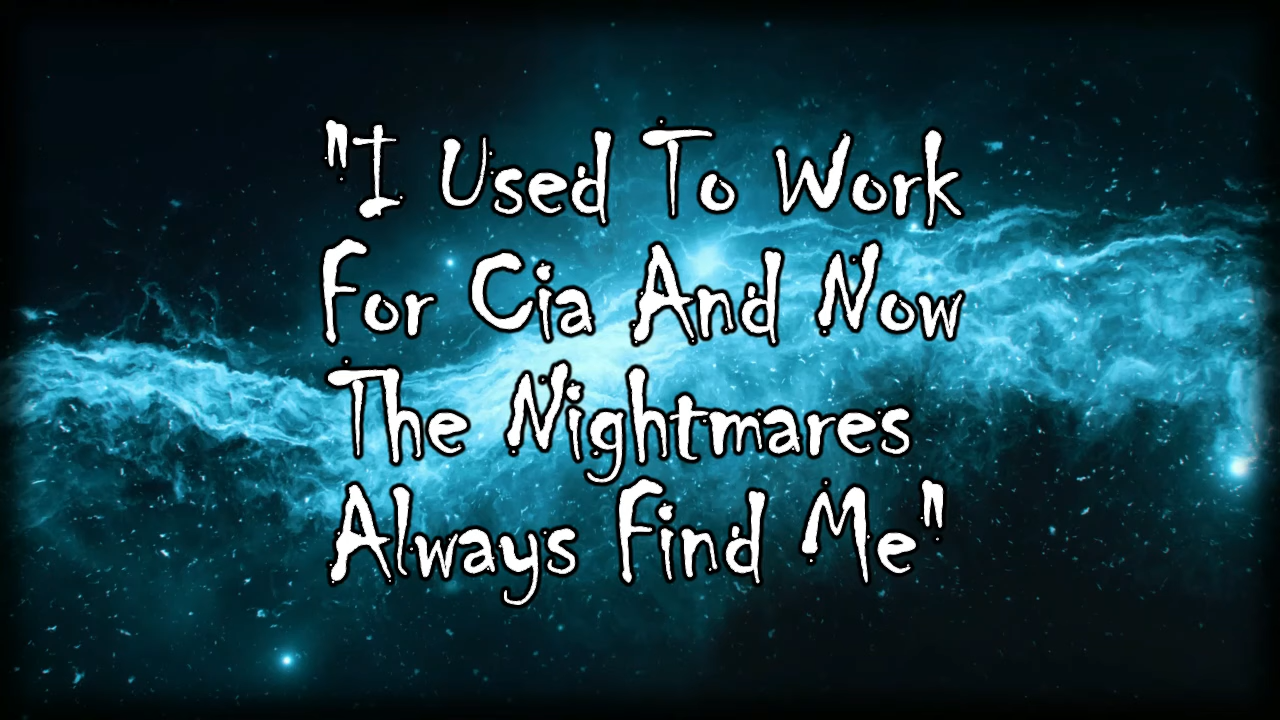 "I Used To Work
For Cia And Now
The Nightmares
Always Find Me"